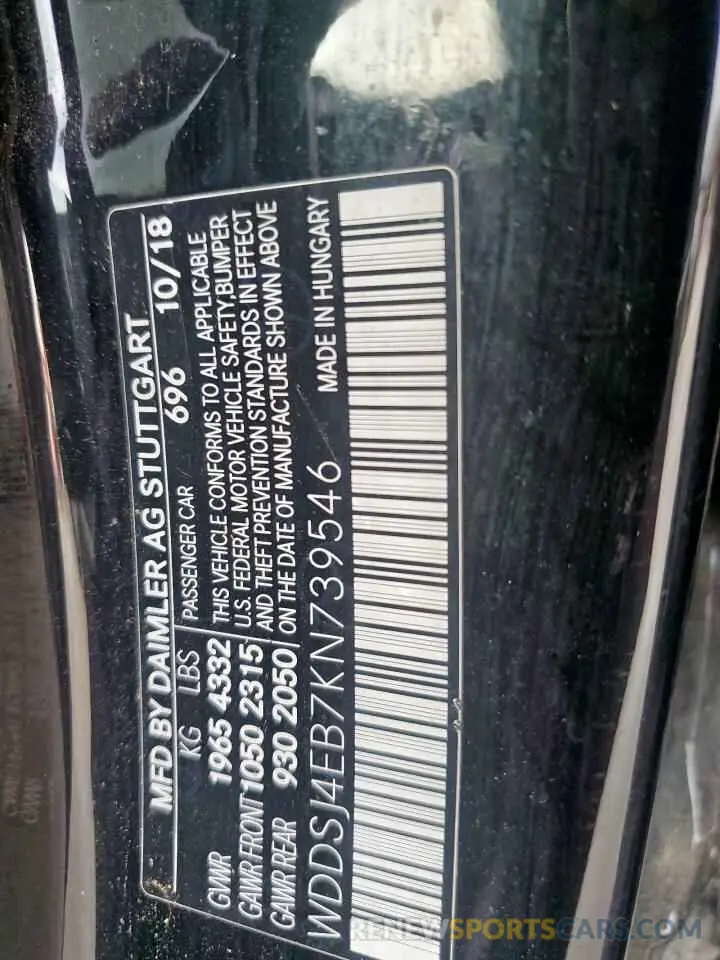 MFD BY DAIMLER AG STUTTGART
KG LBS PASSENGER CAR 696 10/18
GVWR 1965 4332 THIS VEHICLE CONFORMS TO ALL APPLICABLE
GAWR FRONT 1050 2315 U.S. FEDERAL MOTOR VEHICLE SAFETY, BUMPER
AND THEFT PREVENTION STANDARDS IN EFFECT
GAWR REAR 930 2050 ON THE DATE OF MANUFACTURE SHOWN ABOVE
WDDSJ4EB7KN739546 MADE IN HUNGARY
RENEWSPORTSCARS.COM